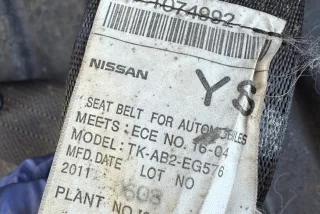 1074992
NISSAN
YS
SEAT BELT FOR AUTOMOBILES
MEETS: ECE NO. 16-04
MODEL: TK-AB2-EG576
MFD. DATE LOT NO
2011 603
PLANT NO.